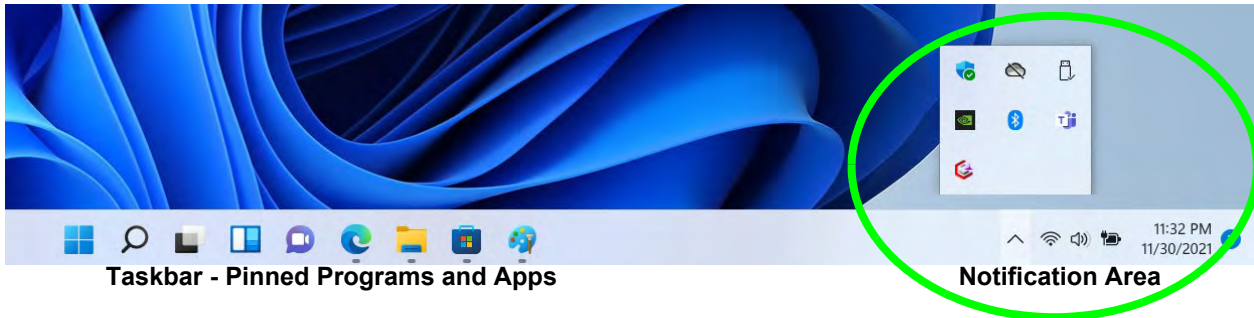 11:32 PM
11/30/2021
Taskbar - Pinned Programs and Apps
Notification Area